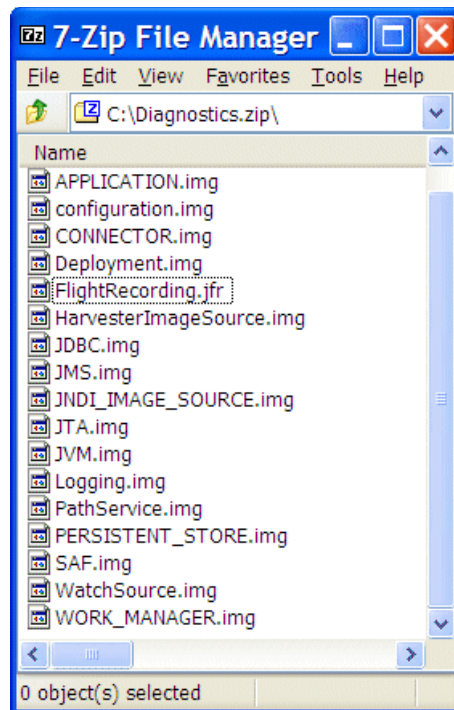 7z 7-Zip File Manager
File Edit View Favorites Tools Help
Z C:\Diagnostics.zip\
Name
APPLICATION.img
configuration.img
CONNECTOR.img
Deployment.img
FlightRecording.jfr
HarvesterImageSource.img
JDBC.img
JMS.img
JNDI_IMAGE_SOURCE.img
JTA.img
JVM.img
Logging.img
PathService.img
PERSISTENT_STORE.img
SAF.img
WatchSource.img
WORK_MANAGER.img
0 object(s) selected